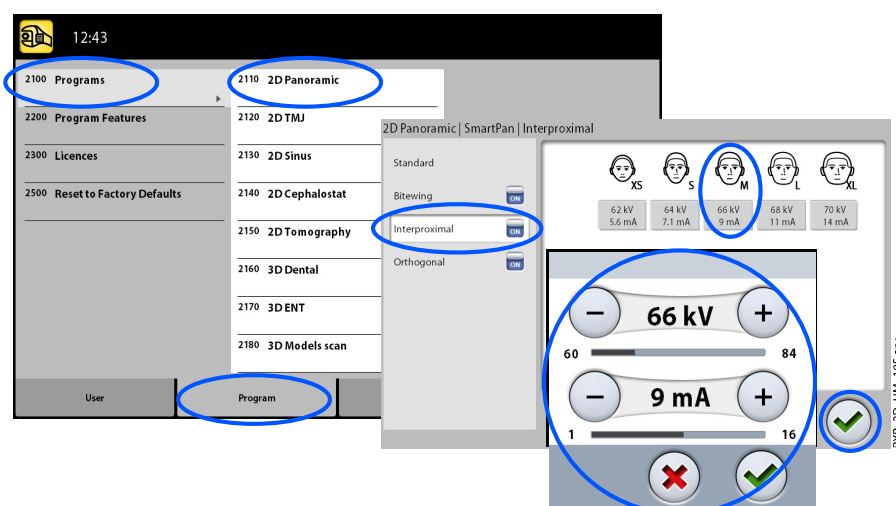 12:43
2100 Programs
2200 Program Features
2300 Licences
2500 Reset to Factory Defaults
2110 2D Panoramic
2120 2D TMJ
2130 2D Sinus
2140 2D Cephalostat
2150 2D Tomography
2160 3D Dental
2170 3D ENT
2180 3D Models scan
User
Program
2D Panoramic | SmartPan | Interproximal
Standard
Bitewing ON
Interproximal ON
Orthogonal ON
XS S M L XL
62 kV 64 kV 66 kV 68 kV 70 kV
5.6 mA 7.1 mA 9 mA 11 mA 14 mA
66 kV
60 84
9 mA
1 16